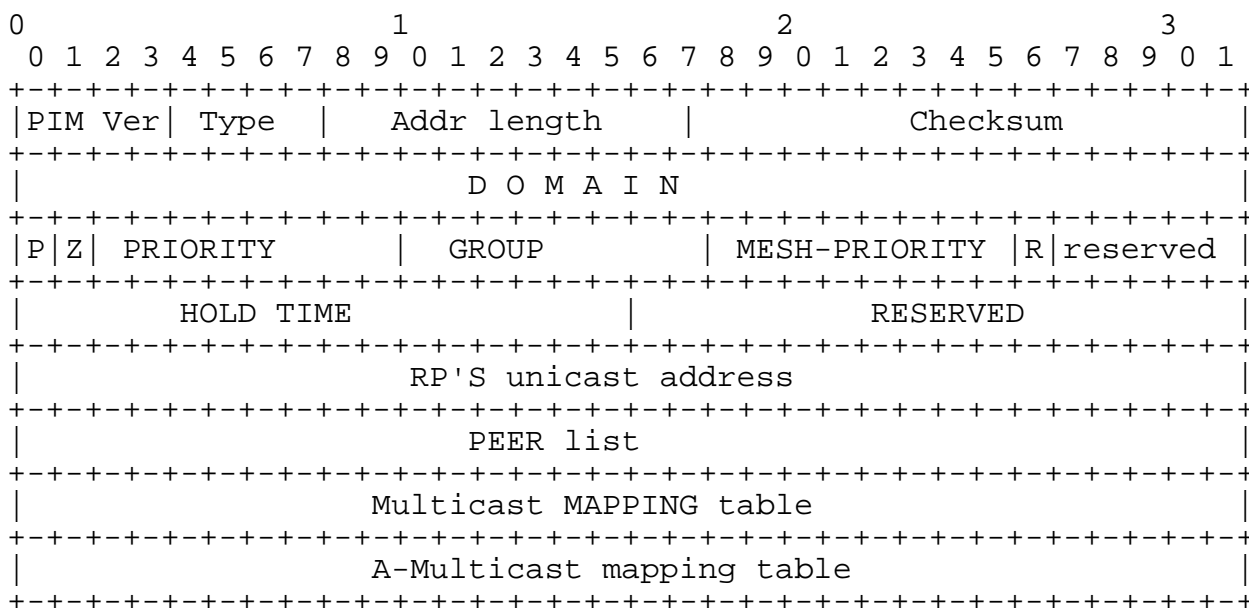 0                   1                   2                   3
 0 1 2 3 4 5 6 7 8 9 0 1 2 3 4 5 6 7 8 9 0 1 2 3 4 5 6 7 8 9 0 1
+-+-+-+-+-+-+-+-+-+-+-+-+-+-+-+-+-+-+-+-+-+-+-+-+-+-+-+-+-+-+-+-+
|PIM Ver| Type  |   Addr length    |           Checksum         |
+-+-+-+-+-+-+-+-+-+-+-+-+-+-+-+-+-+-+-+-+-+-+-+-+-+-+-+-+-+-+-+-+
|                       D O M A I N                             |
+-+-+-+-+-+-+-+-+-+-+-+-+-+-+-+-+-+-+-+-+-+-+-+-+-+-+-+-+-+-+-+-+
|P|Z| PRIORITY      |  GROUP        | MESH-PRIORITY |R|reserved |
+-+-+-+-+-+-+-+-+-+-+-+-+-+-+-+-+-+-+-+-+-+-+-+-+-+-+-+-+-+-+-+-+
|        HOLD TIME              |            RESERVED           |
+-+-+-+-+-+-+-+-+-+-+-+-+-+-+-+-+-+-+-+-+-+-+-+-+-+-+-+-+-+-+-+-+
|                    RP'S unicast address                       |
+-+-+-+-+-+-+-+-+-+-+-+-+-+-+-+-+-+-+-+-+-+-+-+-+-+-+-+-+-+-+-+-+
|                       PEER list                               |
+-+-+-+-+-+-+-+-+-+-+-+-+-+-+-+-+-+-+-+-+-+-+-+-+-+-+-+-+-+-+-+-+
|                  Multicast MAPPING table                      |
+-+-+-+-+-+-+-+-+-+-+-+-+-+-+-+-+-+-+-+-+-+-+-+-+-+-+-+-+-+-+-+-+
|                  A-Multicast mapping table                    |
+-+-+-+-+-+-+-+-+-+-+-+-+-+-+-+-+-+-+-+-+-+-+-+-+-+-+-+-+-+-+-+-+